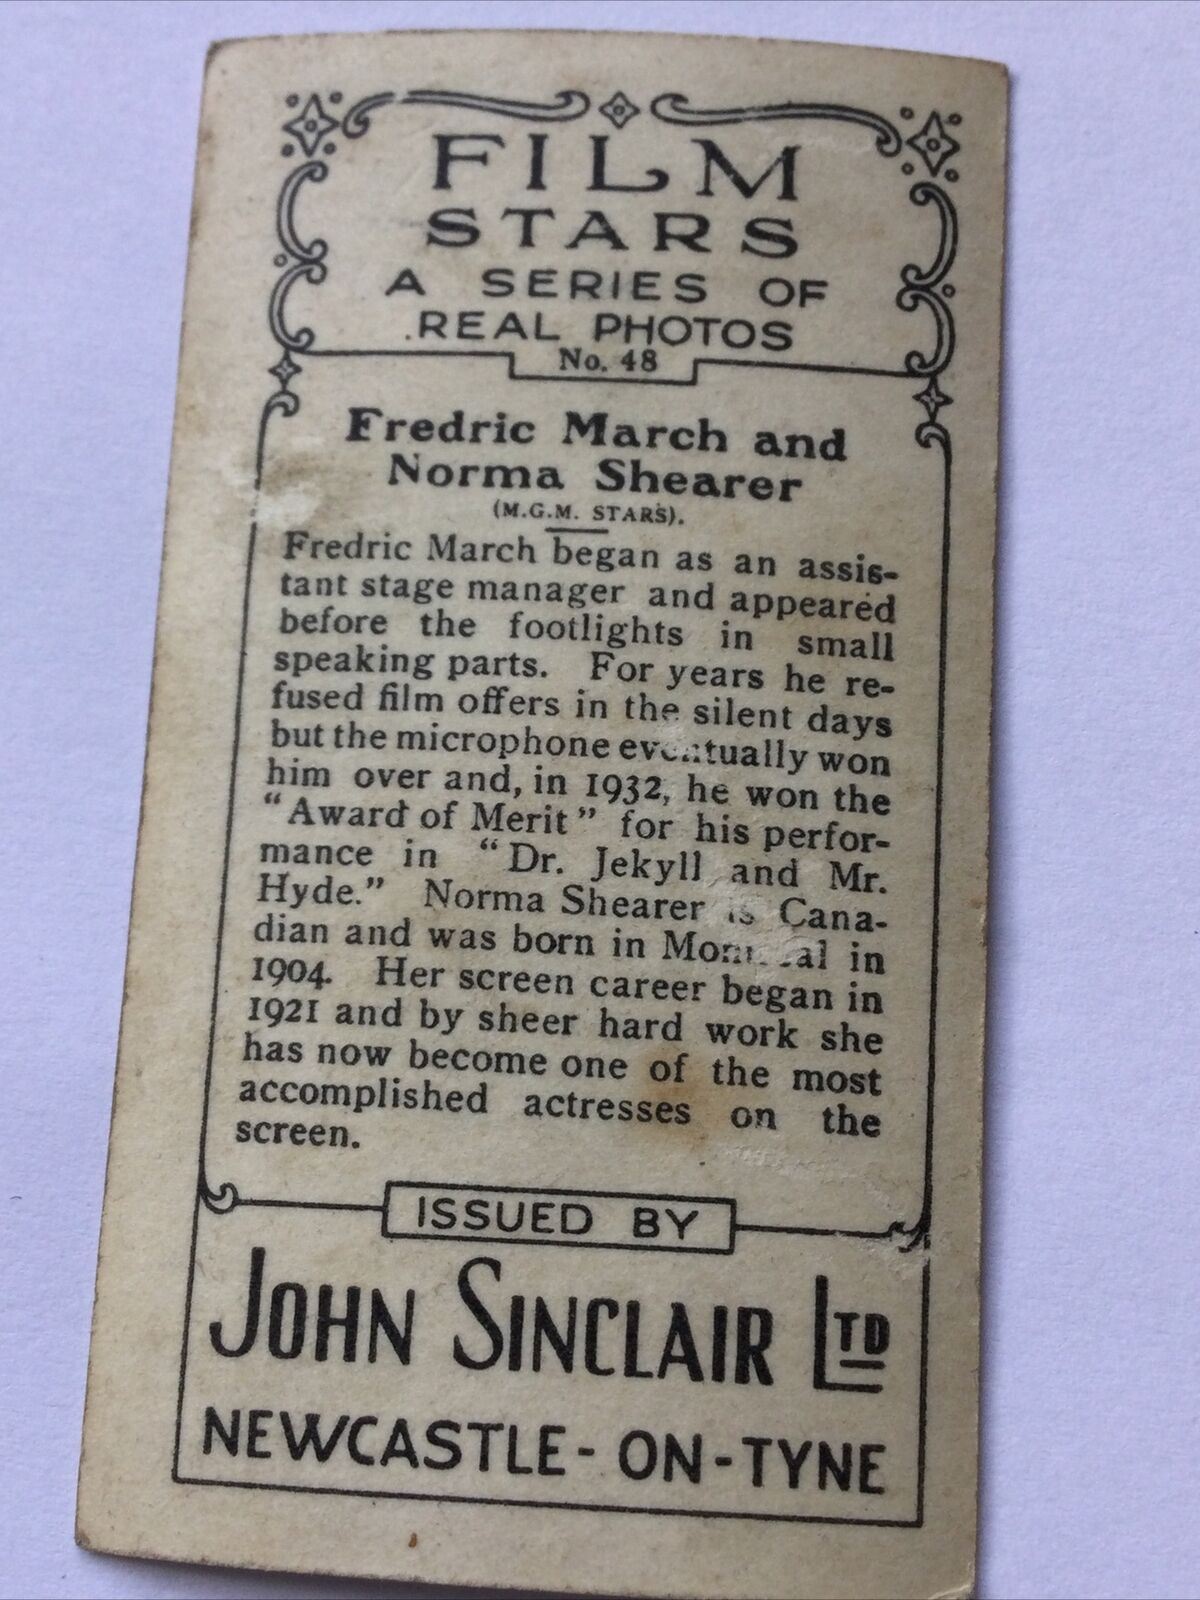 FILM
STARS
A SERIES OF
REAL PHOTOS
No. 48
Fredric March and
Norma Shearer
(M.G.M. STARS).
Fredric March began as an assis-
tant stage manager and appeared
before the footlights in small
speaking parts. For years he re-
fused film offers in the silent days
but the microphone eventually won
him over and, in 1932, he won the
"Award of Merit" for his perfor-
mance in "Dr. Jekyll and Mr.
Hyde." Norma Shearer is Cana-
dian and was born in Montreal in
1904. Her screen career began in
1921 and by sheer hard work she
has now become one of the most
accomplished actresses on the
screen.
ISSUED BY
JOHN SINCLAIR LTD
NEWCASTLE-ON-TYNE